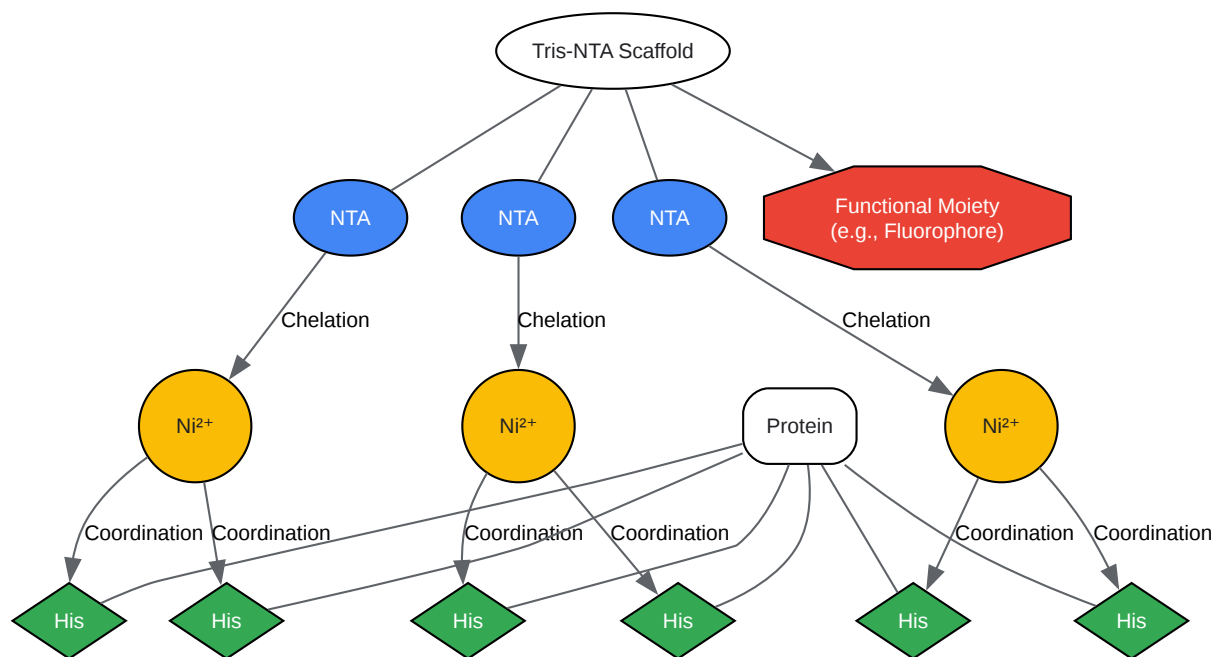 Tris-NTA Scaffold
NTA
NTA
NTA
Functional Moiety
(e.g., Fluorophore)
Chelation
Chelation
Chelation
Ni²⁺
Ni²⁺
Protein
Ni²⁺
Coordination
Coordination
Coordination
Coordination
Coordination
Coordination
His
His
His
His
His
His